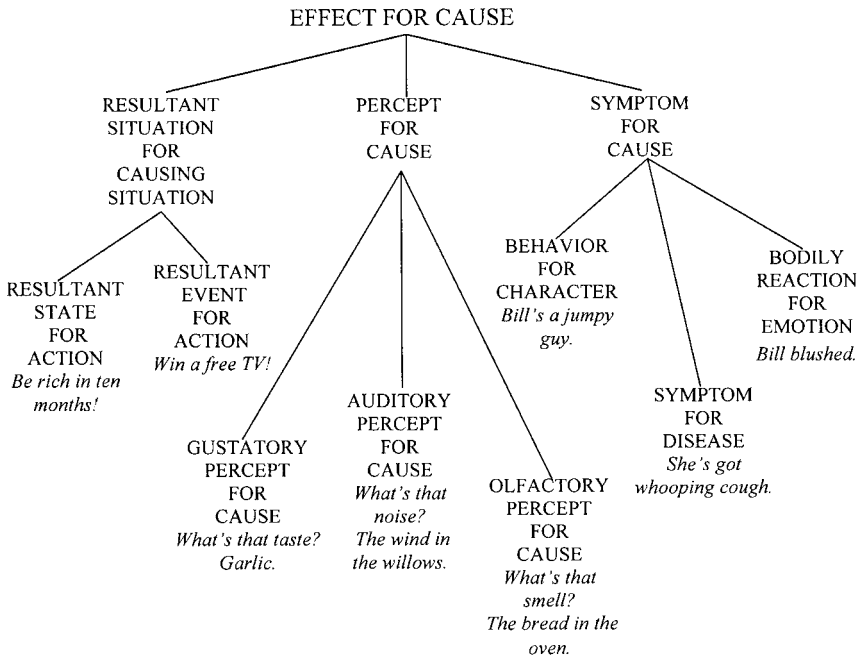 EFFECT FOR CAUSE
RESULTANT
SITUATION
FOR
CAUSING
SITUATION
PERCEPT
FOR
CAUSE
SYMPTOM
FOR
CAUSE
RESULTANT
STATE
FOR
ACTION
Be rich in ten
months!
RESULTANT
EVENT
FOR
ACTION
Win a free TV!
GUSTATORY
PERCEPT
FOR
CAUSE
What's that taste?
Garlic.
AUDITORY
PERCEPT
FOR
CAUSE
What's that
noise?
The wind in
the willows.
OLFACTORY
PERCEPT
FOR
CAUSE
What's that
smell?
The bread in the
oven.
BEHAVIOR
FOR
CHARACTER
Bill's a jumpy
guy.
SYMPTOM
FOR
DISEASE
She's got
whooping cough.
BODILY
REACTION
FOR
EMOTION
Bill blushed.